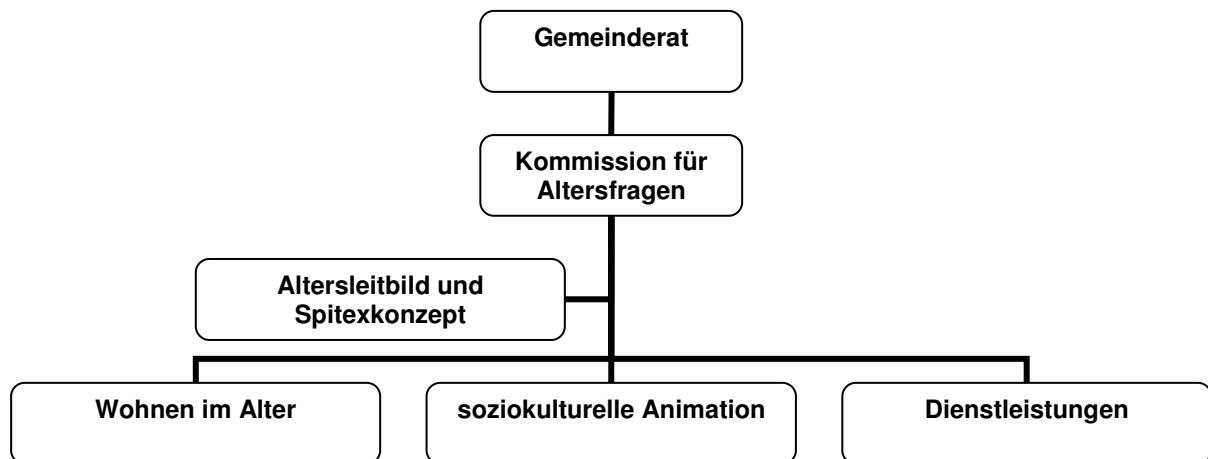 Gemeinderat
Kommission für
Altersfragen
Altersleitbild und
Spitexkonzept
Wohnen im Alter
soziokulturelle Animation
Dienstleistungen